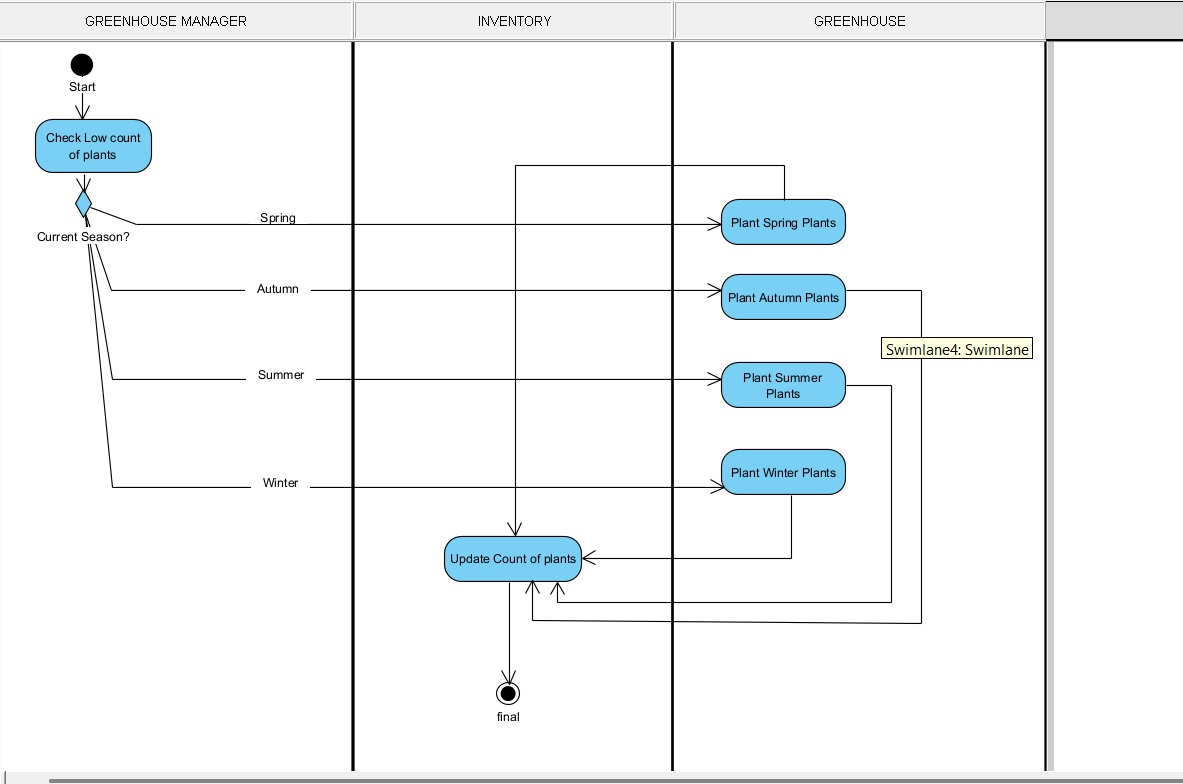 GREENHOUSE MANAGER
INVENTORY
GREENHOUSE
Start
Check Low count
of plants
Current Season?
Spring
Plant Spring Plants
Autumn
Plant Autumn Plants
Swimlane4: Swimlane
Summer
Plant Summer
Plants
Winter
Plant Winter Plants
Update Count of plants
final